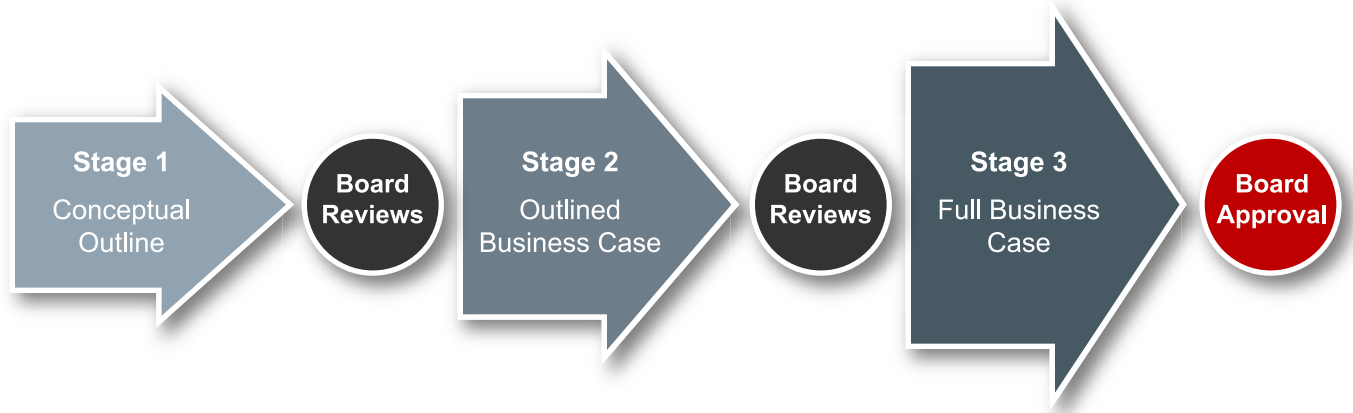 Stage 1
Conceptual
Outline
Board
Reviews
Stage 2
Outlined
Business Case
Board
Reviews
Stage 3
Full Business
Case
Board
Approval